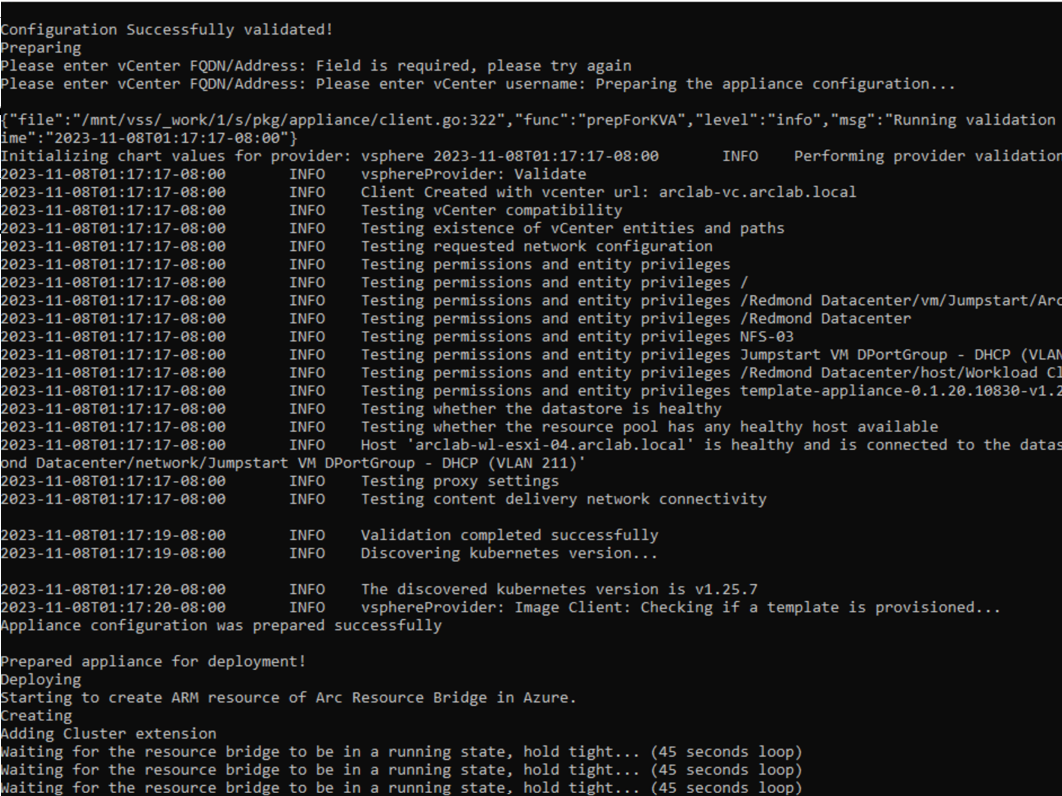 Configuration Successfully validated!
Preparing
Please enter vCenter FQDN/Address: Field is required, please try again
Please enter vCenter FQDN/Address: Please enter vCenter username: Preparing the appliance configuration...
{"file":"/mnt/vss/_work/1/s/pkg/appliance/client.go:322","func":"prepForKVA","level":"info","msg":"Running validation
ime":"2023-11-08T01:17:17-08:00"}
Initializing chart values for provider: vsphere 2023-11-08T01:17:17-08:00 INFO Performing provider validation
2023-11-08T01:17:17-08:00 INFO vsphereProvider: Validate
2023-11-08T01:17:17-08:00 INFO Client Created with vcenter url: arclab-vc.arclab.local
2023-11-08T01:17:17-08:00 INFO Testing vCenter compatibility
2023-11-08T01:17:17-08:00 INFO Testing existence of vCenter entities and paths
2023-11-08T01:17:17-08:00 INFO Testing requested network configuration
2023-11-08T01:17:17-08:00 INFO Testing permissions and entity privileges
2023-11-08T01:17:17-08:00 INFO Testing permissions and entity privileges /
2023-11-08T01:17:17-08:00 INFO Testing permissions and entity privileges /Redmond Datacenter/vm/Jumpstart/Arc
2023-11-08T01:17:17-08:00 INFO Testing permissions and entity privileges /Redmond Datacenter
2023-11-08T01:17:17-08:00 INFO Testing permissions and entity privileges NFS-03
2023-11-08T01:17:17-08:00 INFO Testing permissions and entity privileges Jumpstart VM DPortGroup - DHCP (VLAN
2023-11-08T01:17:17-08:00 INFO Testing permissions and entity privileges /Redmond Datacenter/host/Workload Cl
2023-11-08T01:17:17-08:00 INFO Testing permissions and entity privileges template-appliance-0.1.20.10830-v1.2
2023-11-08T01:17:17-08:00 INFO Testing whether the datastore is healthy
2023-11-08T01:17:17-08:00 INFO Testing whether the resource pool has any healthy host available
2023-11-08T01:17:17-08:00 INFO Host 'arclab-wl-esxi-04.arclab.local' is healthy and is connected to the datas
ond Datacenter/network/Jumpstart VM DPortGroup - DHCP (VLAN 211)'
2023-11-08T01:17:17-08:00 INFO Testing proxy settings
2023-11-08T01:17:17-08:00 INFO Testing content delivery network connectivity
2023-11-08T01:17:19-08:00 INFO Validation completed successfully
2023-11-08T01:17:19-08:00 INFO Discovering kubernetes version...
2023-11-08T01:17:20-08:00 INFO The discovered kubernetes version is v1.25.7
2023-11-08T01:17:20-08:00 INFO vsphereProvider: Image Client: Checking if a template is provisioned...
Appliance configuration was prepared successfully
Prepared appliance for deployment!
Deploying
Starting to create ARM resource of Arc Resource Bridge in Azure.
Creating
Adding Cluster extension
Waiting for the resource bridge to be in a running state, hold tight... (45 seconds loop)
Waiting for the resource bridge to be in a running state, hold tight... (45 seconds loop)
Waiting for the resource bridge to be in a running state, hold tight... (45 seconds loop)